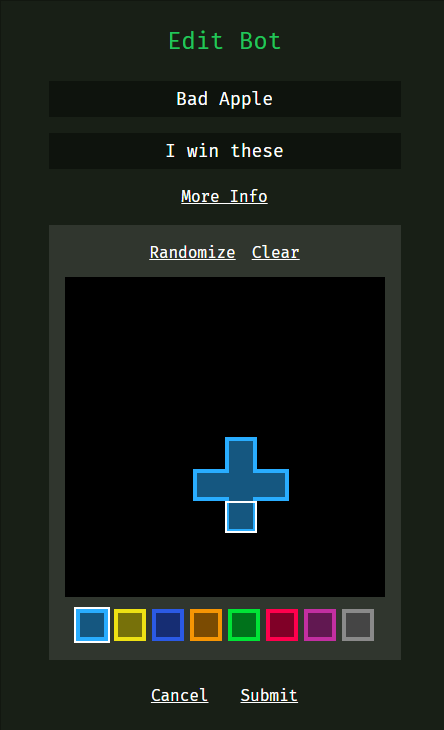 Edit Bot
Bad Apple
I win these
More Info
Randomize Clear
Cancel Submit